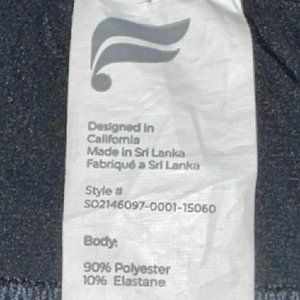 Designed in
California
Made in Sri Lanka
Fabriqué a Sri Lanka
Style #
SO2146097-0001-15060
Body:
90% Polyester
10% Elastane